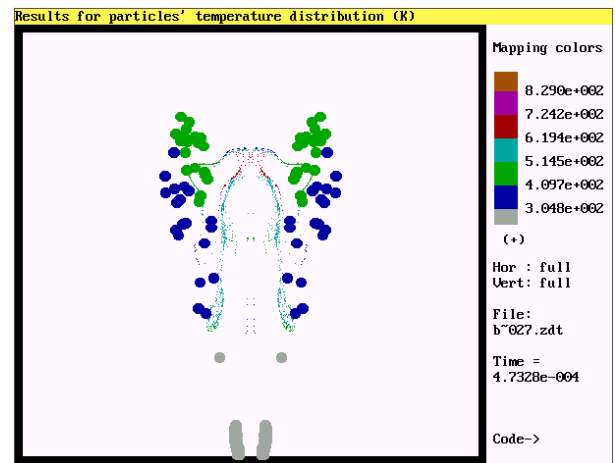 Results for particles' temperature distribution (K)
Mapping colors
8.290e+002
7.242e+002
6.194e+002
5.145e+002
4.097e+002
3.048e+002
(+)
Hor : full
Vert: full
File:
b~027.zdt
Time =
4.7328e-004
Code->